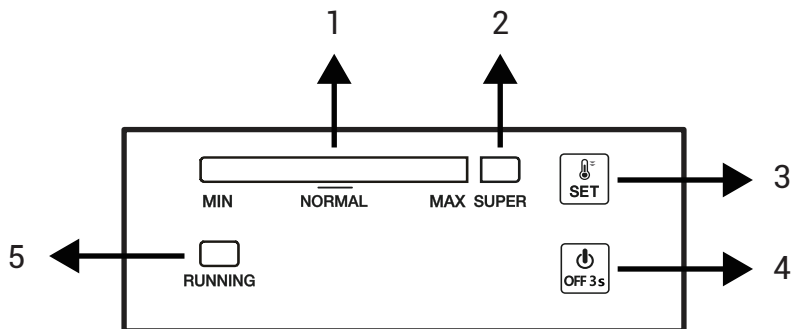 1 2
MIN NORMAL MAX SUPER
SET 3
5 RUNNING
OFF 3s 4